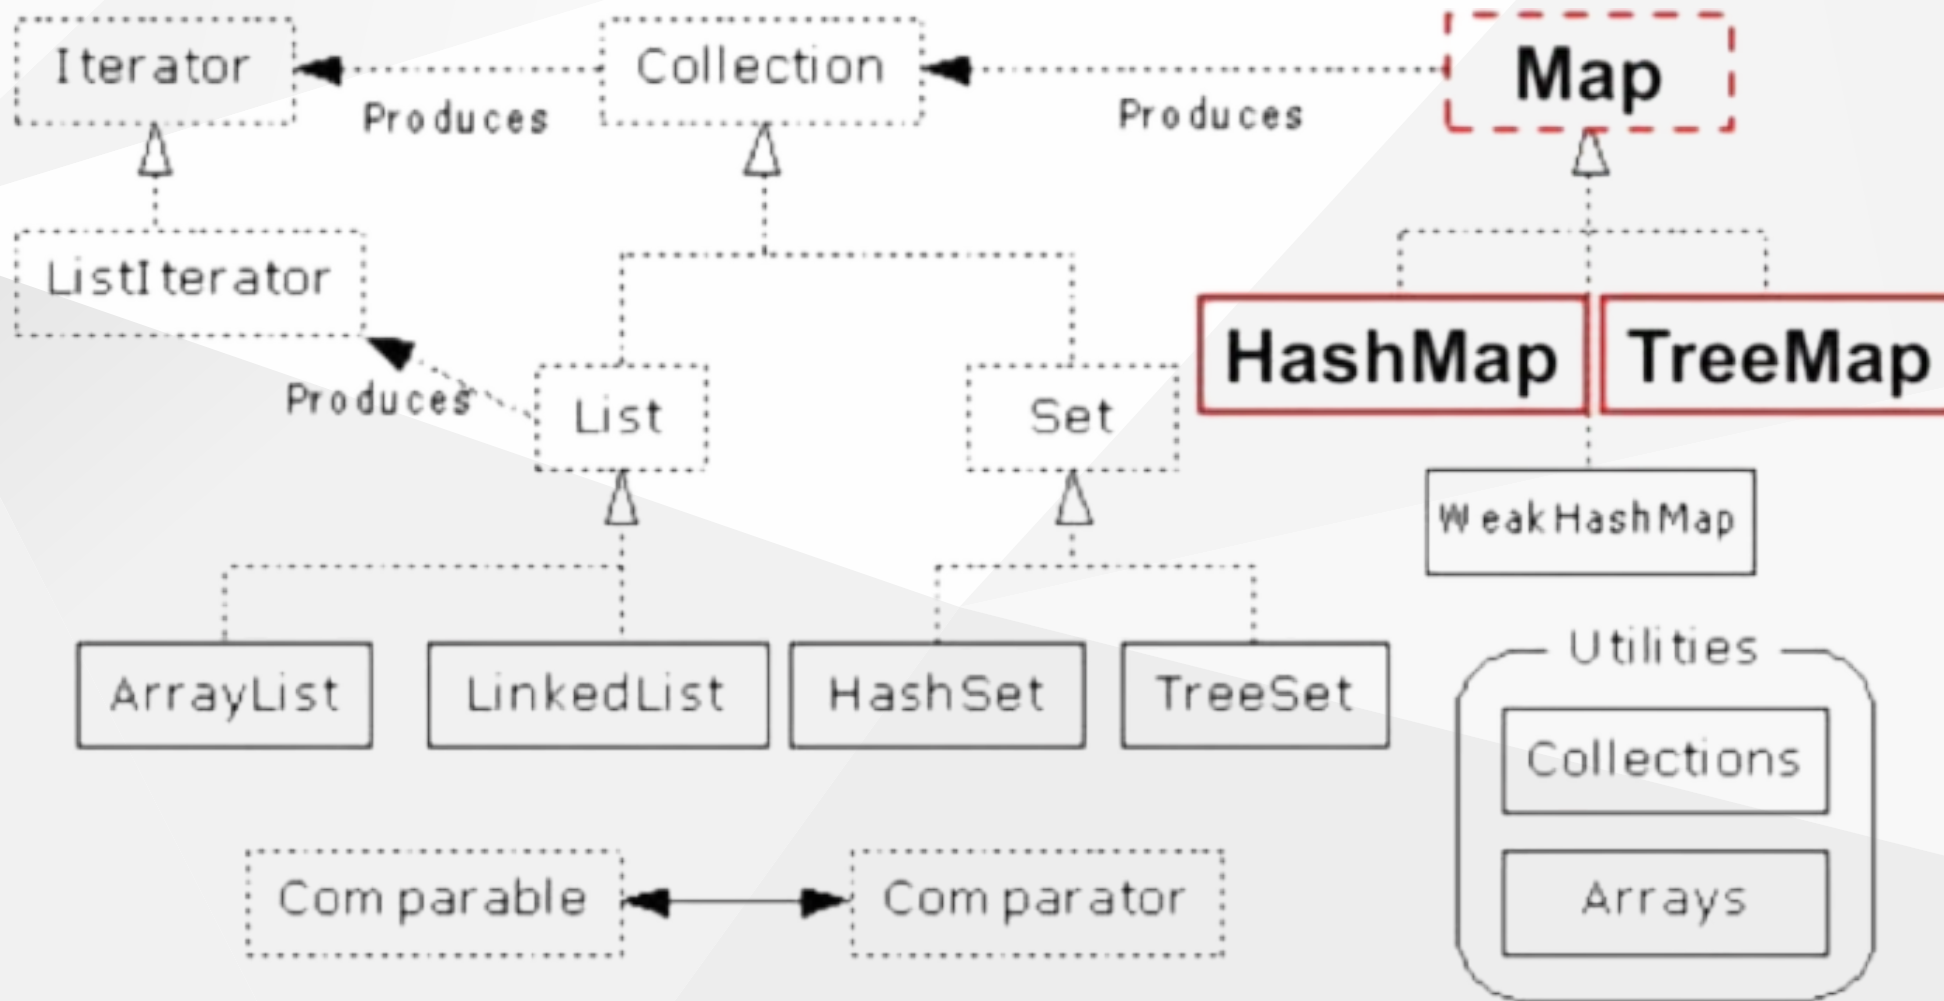 Iterator
Collection
Map
Produces
Produces
ListIterator
HashMap
TreeMap
Produces
List
Set
WeakHashMap
Utilities
ArrayList
LinkedList
HashSet
TreeSet
Collections
Comparable
Comparator
Arrays